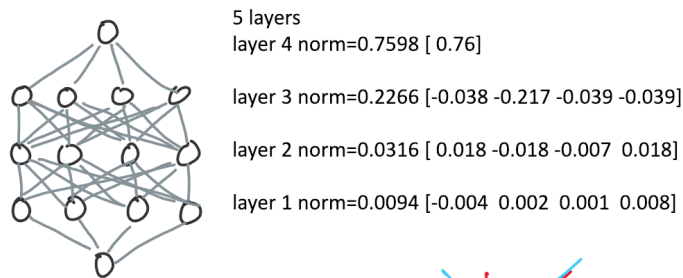 5 layers
layer 4 norm=0.7598 [ 0.76]
layer 3 norm=0.2266 [-0.038 -0.217 -0.039 -0.039]
layer 2 norm=0.0316 [ 0.018 -0.018 -0.007  0.018]
layer 1 norm=0.0094 [-0.004  0.002  0.001  0.008]